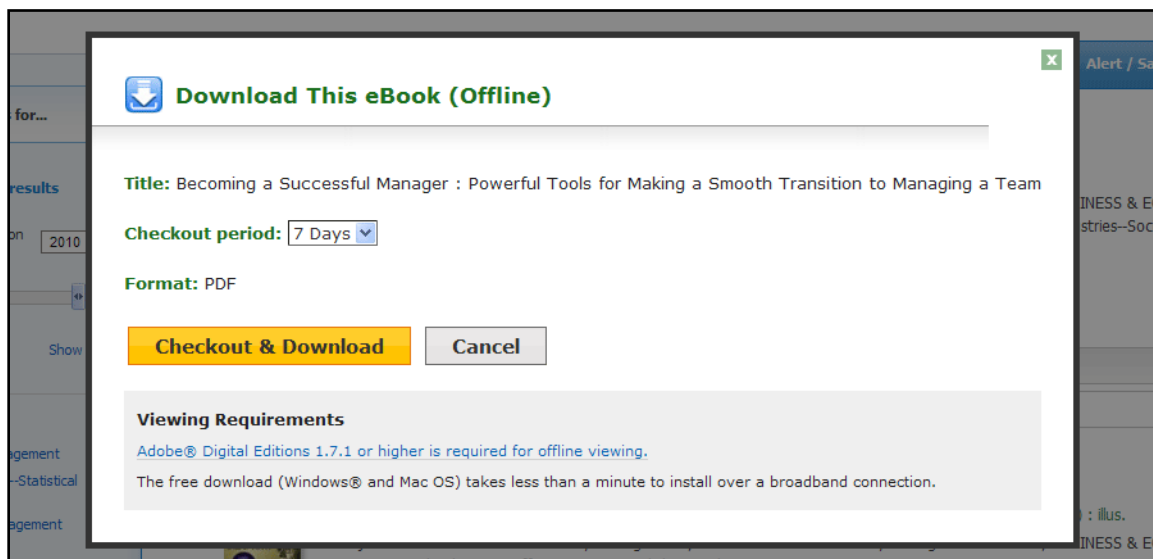 Alert / Sa
Download This eBook (Offline)
for...
results
Title: Becoming a Successful Manager : Powerful Tools for Making a Smooth Transition to Managing a Team
INESS & E
stries--Soc
on 2010
Checkout period: 7 Days
Format: PDF
Show
Checkout & Download Cancel
Viewing Requirements
Adobe® Digital Editions 1.7.1 or higher is required for offline viewing.
agement
--Statistical
The free download (Windows® and Mac OS) takes less than a minute to install over a broadband connection.
agement
) : illus.
INESS & E